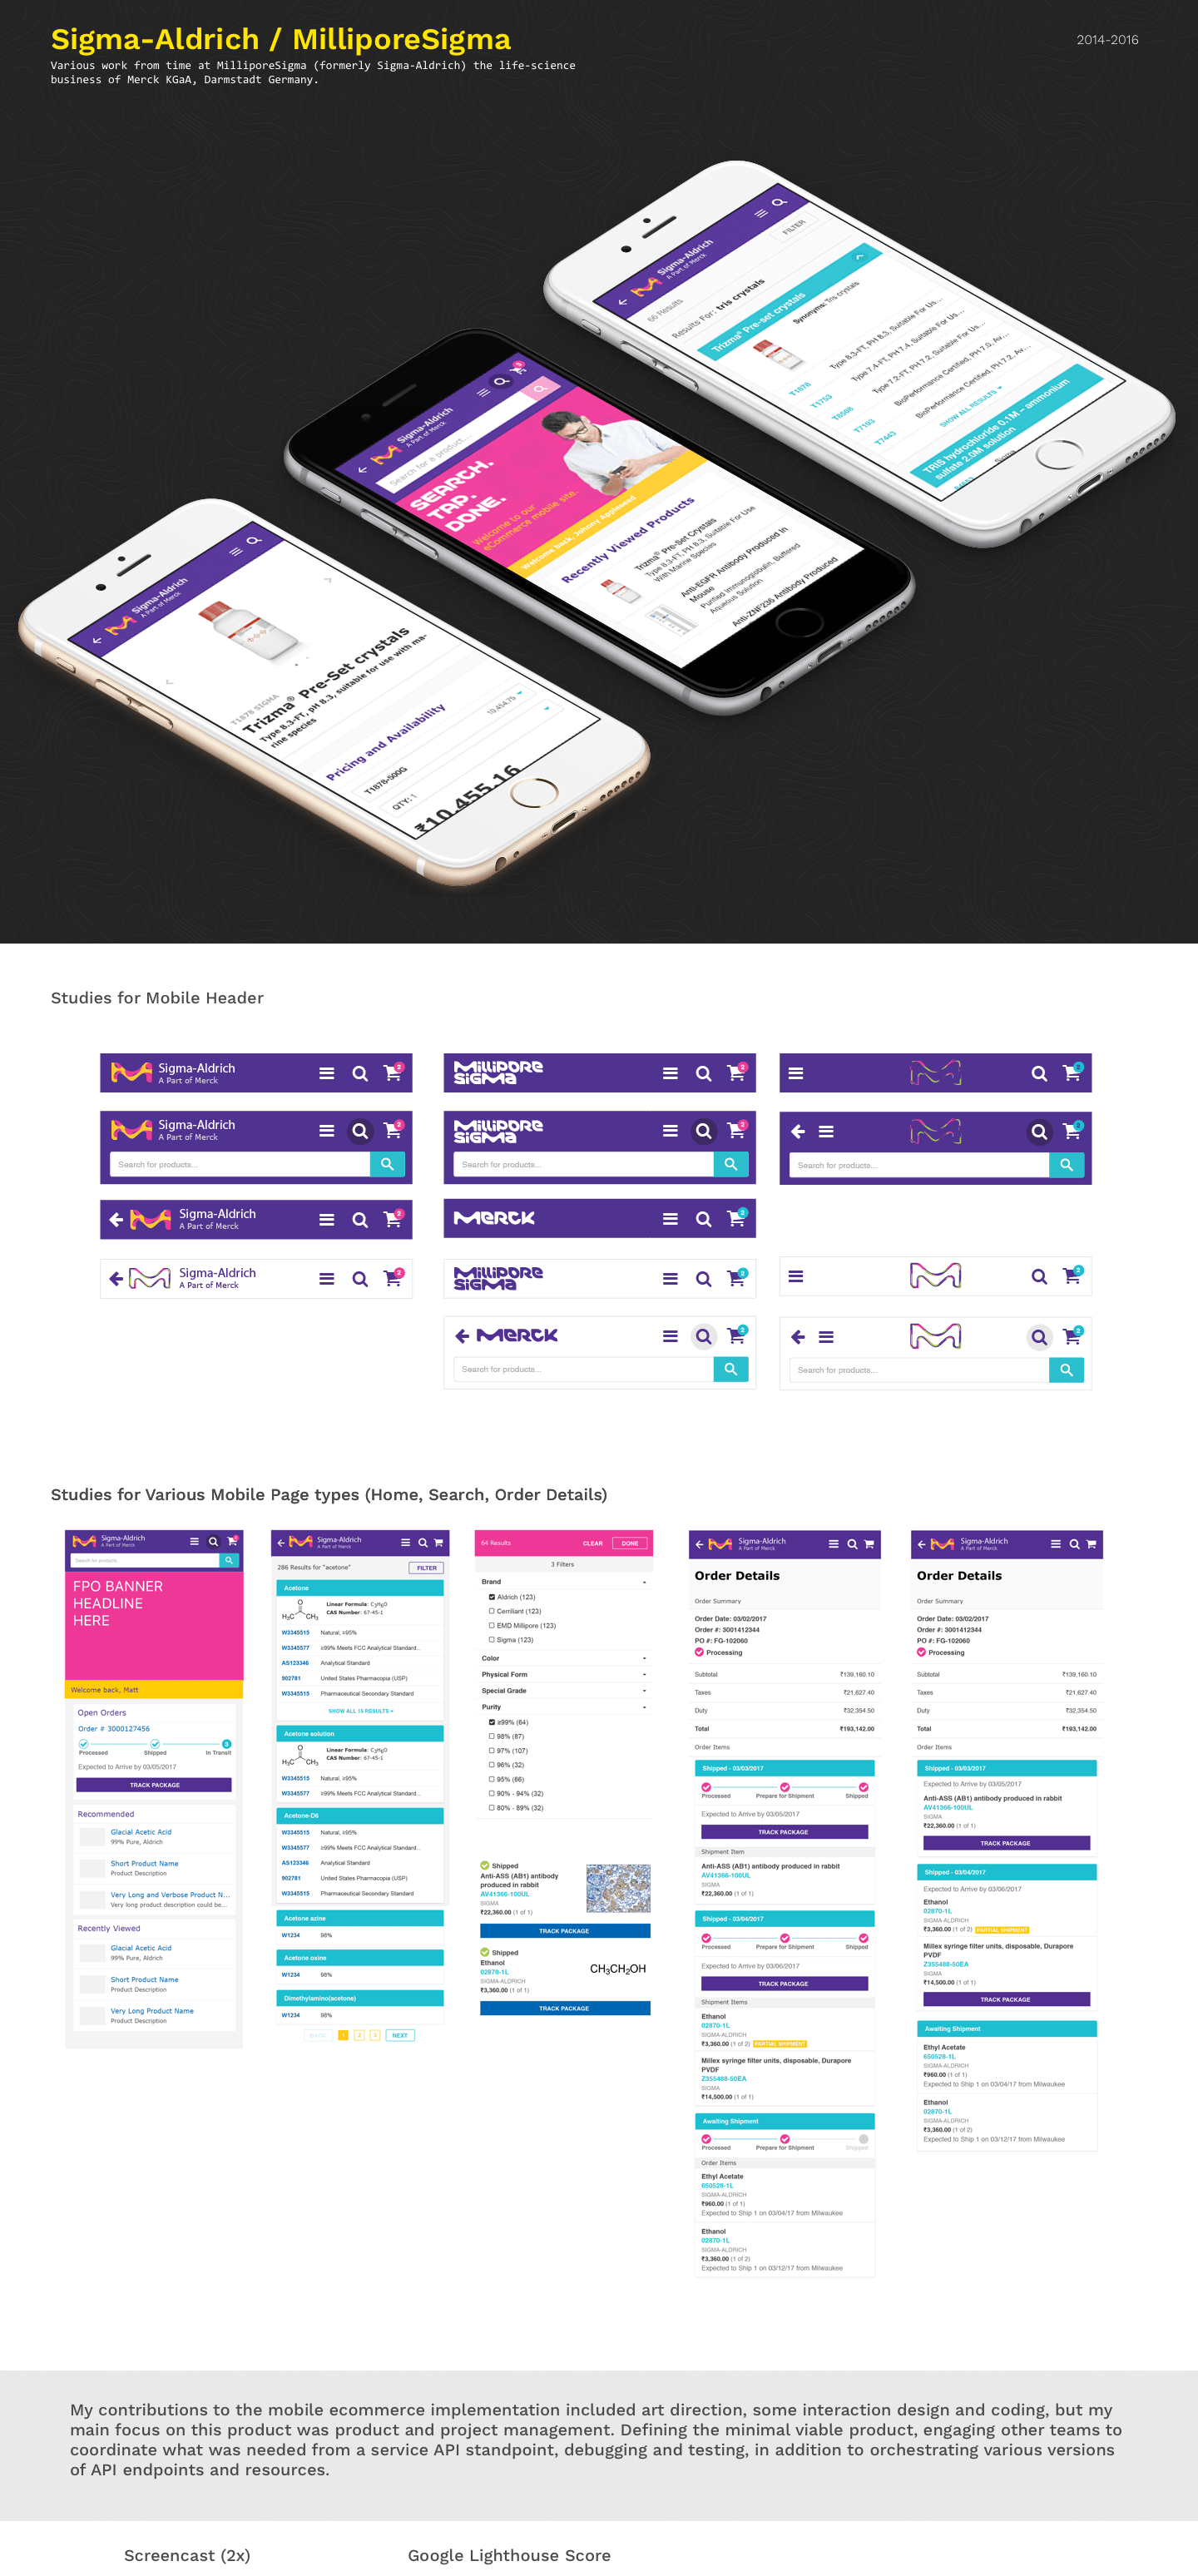 Sigma-Aldrich / MilliporeSigma
2014-2016
Various work from time at MilliporeSigma (formerly Sigma-Aldrich) the life-science
business of Merck KGaA, Darmstadt Germany.
Sigma-Aldrich
A Part of Merck
FILTER
66 Results
Results For: tris crystals
Trizma® Pre-set crystals
Synonyms: Tris crystals
T1878 Type 8.3-FT, PH 8.3, Suitable For Us...
T1753 Type 7.4-FT, PH 7.4, Suitable For Us...
T8508 Type 7.2-FT, PH 7.2, Suitable For Us...
T7193 BioPerformance Certified, PH 7.0, Av...
T7443 BioPerformance Certified, PH 7.2, Av...
SHOW ALL RESULTS
TRIS hydrochloride 0.1M – ammonium
sulfate 2.0M solution
Sigma
Sigma-Aldrich
A Part of Merck
3
Search for a product...
SEARCH.
TAP.
DONE.
Welcome to our
eCommerce mobile site.
Welcome back, Johnny Appleseed
Recently Viewed Products
Trizma® Pre-Set Crystals
Type 8.3-FT, PH 8.3, Suitable For Use
With Marine Species
Anti-EGFR Antibody Produced In
Mouse
Purified Immunoglobulin, Buffered
Aqueous Solution
Anti-ZNF236 Antibody Produced
Sigma-Aldrich
A Part of Merck
T1878 SIGMA
Trizma® Pre-Set crystals
Type 8.3-FT, pH 8.3, suitable for use with ma-
rine species
Pricing and Availability
T1878-500G
10,454.75
QTY: 1
₹10,455.16
Studies for Mobile Header
Sigma-Aldrich
A Part of Merck
2
MilliPORE
SiGMa
2
2
Sigma-Aldrich
A Part of Merck
2
Search for products...
MilliPORE
SiGMa
2
Search for products...
2
Search for products...
Sigma-Aldrich
A Part of Merck
2
MERCK
2
Sigma-Aldrich
A Part of Merck
2
MilliPORE
SiGMa
2
2
MERCK
2
Search for products...
2
Search for products...
Studies for Various Mobile Page types (Home, Search, Order Details)
Sigma-Aldrich
A Part of Merck
Search for products...
FPO BANNER
HEADLINE
HERE
Welcome back, Matt
Open Orders
Order # 3000127456
3
Processed Shipped In Transit
Expected to Arrive by 03/05/2017
TRACK PACKAGE
Recommended
Glacial Acetic Acid
99% Pure, Aldrich
Short Product Name
Product Description
Very Long and Verbose Product N...
Very long product description could be...
Recently Viewed
Glacial Acetic Acid
99% Pure, Aldrich
Short Product Name
Product Description
Very Long Product Name
Product Description
Sigma-Aldrich
A Part of Merck
286 Results for "acetone"
FILTER
Acetone
O
H3C CH3
Linear Formula: C3H6O
CAS Number: 67-45-1
W3345515 Natural, ≥95%
W3345577 ≥99% Meets FCC Analytical Standard...
AS123346 Analytical Standard
902781 United States Pharmacopia (USP)
W3345515 Pharmaceutical Secondary Standard
SHOW ALL 15 RESULTS
Acetone solution
O
H3C CH3
Linear Formula: C3H6O
CAS Number: 67-45-1
W3345515 Natural, ≥95%
W3345577 ≥99% Meets FCC Analytical Standard...
Acetone-D6
W3345515 Natural, ≥95%
W3345577 ≥99% Meets FCC Analytical Standard...
AS123346 Analytical Standard
902781 United States Pharmacopia (USP)
W3345515 Pharmaceutical Secondary Standard
Acetone azine
W1234 98%
Acetone oxine
W1234 98%
Dimethylamino(acetone)
W1234 98%
BACK 1 2 3 NEXT
64 Results CLEAR DONE
3 Filters
Brand
Aldrich (123)
Cerriliant (123)
EMD Millipore (123)
Sigma (123)
Color
Physical Form
Special Grade
Purity
≥99% (64)
98% (87)
97% (107)
96% (32)
95% (66)
90% - 94% (32)
80% - 89% (32)
Shipped
Anti-ASS (AB1) antibody
produced in rabbit
AV41366-100UL
SIGMA
₹22,360.00 (1 of 1)
TRACK PACKAGE
Shipped
Ethanol
02870-1L
SIGMA-ALDRICH
₹3,360.00 (1 of 1)
CH3CH2OH
TRACK PACKAGE
Sigma-Aldrich
A Part of Merck
Order Details
Order Summary
Order Date: 03/02/2017
Order #: 3001412344
PO #: FG-102060
Processing
Subtotal ₹139,160.10
Taxes ₹21,627.40
Duty ₹32,354.50
Total ₹193,142.00
Order Items
Shipped - 03/03/2017
Processed Prepare for Shipment Shipped
Expected to Arrive by 03/05/2017
TRACK PACKAGE
Shipment Item
Anti-ASS (AB1) antibody produced in rabbit
AV41366-100UL
SIGMA
₹22,360.00 (1 of 1)
Shipped - 03/04/2017
Processed Prepare for Shipment Shipped
Expected to Arrive by 03/06/2017
TRACK PACKAGE
Shipment Items
Ethanol
02870-1L
SIGMA-ALDRICH
₹3,360.00 (1 of 2) PARTIAL SHIPMENT
Millex syringe filter units, disposable, Durapore
PVDF
Z355488-50EA
SIGMA
₹14,500.00 (1 of 1)
Awaiting Shipment
Processed Prepare for Shipment Shipped
Order Items
Ethyl Acetate
650528-1L
SIGMA-ALDRICH
₹960.00 (1 of 1)
Expected to Ship 1 on 03/04/17 from Milwaukee
Ethanol
02870-1L
SIGMA-ALDRICH
₹3,360.00 (1 of 2)
Expected to Ship 1 on 03/12/17 from Milwaukee
Sigma-Aldrich
A Part of Merck
Order Details
Order Summary
Order Date: 03/02/2017
Order #: 3001412344
PO #: FG-102060
Processing
Subtotal ₹139,160.10
Taxes ₹21,627.40
Duty ₹32,354.50
Total ₹193,142.00
Order Items
Shipped - 03/03/2017
Expected to Arrive by 03/05/2017
Anti-ASS (AB1) antibody produced in rabbit
AV41366-100UL
SIGMA
₹22,360.00 (1 of 1)
TRACK PACKAGE
Shipped - 03/04/2017
Expected to Arrive by 03/06/2017
Ethanol
02870-1L
SIGMA-ALDRICH
₹3,360.00 (1 of 2) PARTIAL SHIPMENT
Millex syringe filter units, disposable, Durapore
PVDF
Z355488-50EA
SIGMA
₹14,500.00 (1 of 1)
TRACK PACKAGE
Awaiting Shipment
Ethyl Acetate
650528-1L
SIGMA-ALDRICH
₹960.00 (1 of 1)
Expected to Ship 1 on 03/04/17 from Milwaukee
Ethanol
02870-1L
SIGMA-ALDRICH
₹3,360.00 (1 of 2)
Expected to Ship 1 on 03/12/17 from Milwaukee
My contributions to the mobile ecommerce implementation included art direction, some interaction design and coding, but my
main focus on this product was product and project management. Defining the minimal viable product, engaging other teams to
coordinate what was needed from a service API standpoint, debugging and testing, in addition to orchestrating various versions
of API endpoints and resources.
Screencast (2x)
Google Lighthouse Score